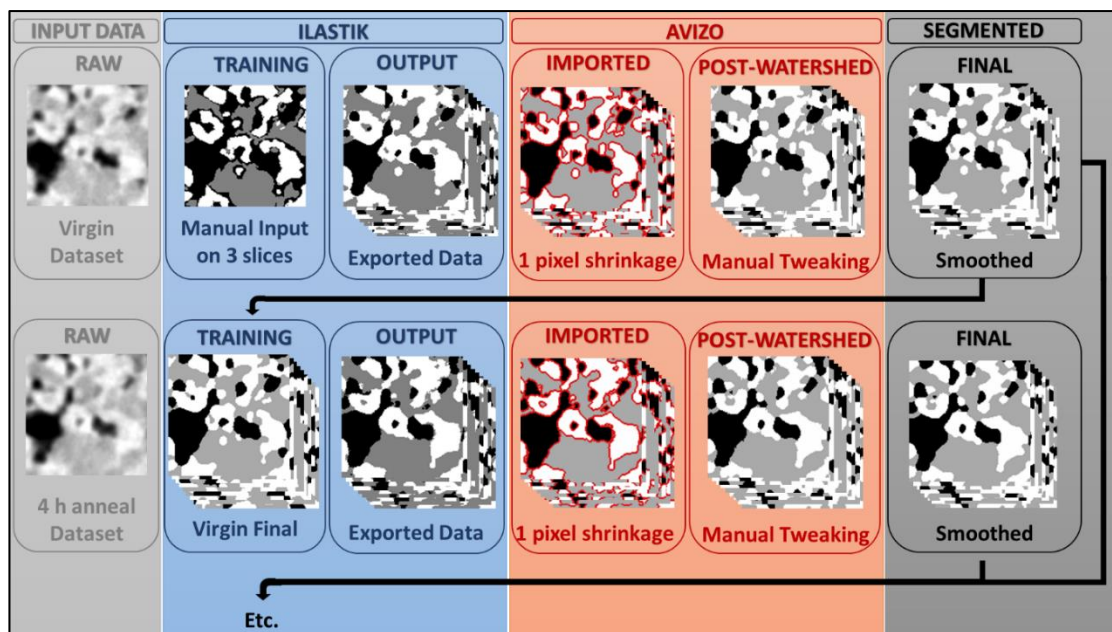 INPUT DATA
ILASTIK
AVIZO
SEGMENTED
RAW
TRAINING
OUTPUT
IMPORTED
POST-WATERSHED
FINAL
Virgin
Dataset
Manual Input
on 3 slices
Exported Data
1 pixel shrinkage
Manual Tweaking
Smoothed
RAW
TRAINING
OUTPUT
IMPORTED
POST-WATERSHED
FINAL
4 h anneal
Dataset
Virgin Final
Exported Data
1 pixel shrinkage
Manual Tweaking
Smoothed
Etc.